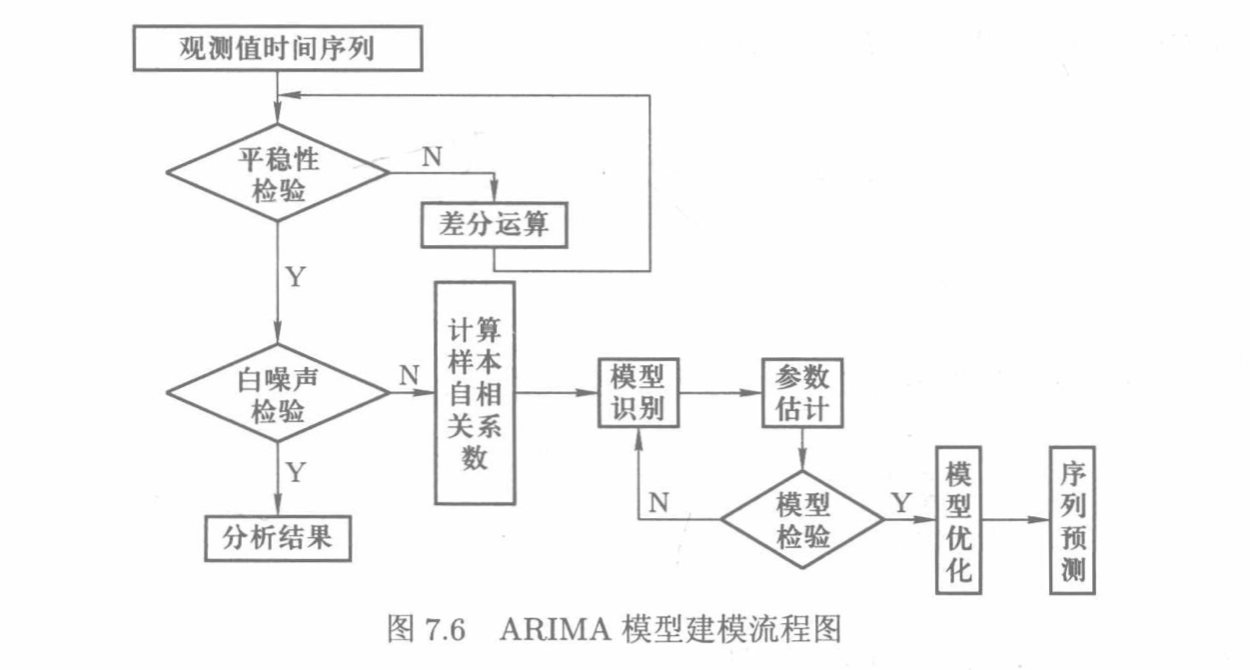 观测值时间序列
平稳性
检验
N
差分运算
Y
白噪声
检验
N
计算
样本
自相
关系
数
模型
识别
参数
估计
Y
分析结果
模型
检验
N
Y
模
型
优
化
序
列
预
测
图 7.6 ARIMA 模型建模流程图